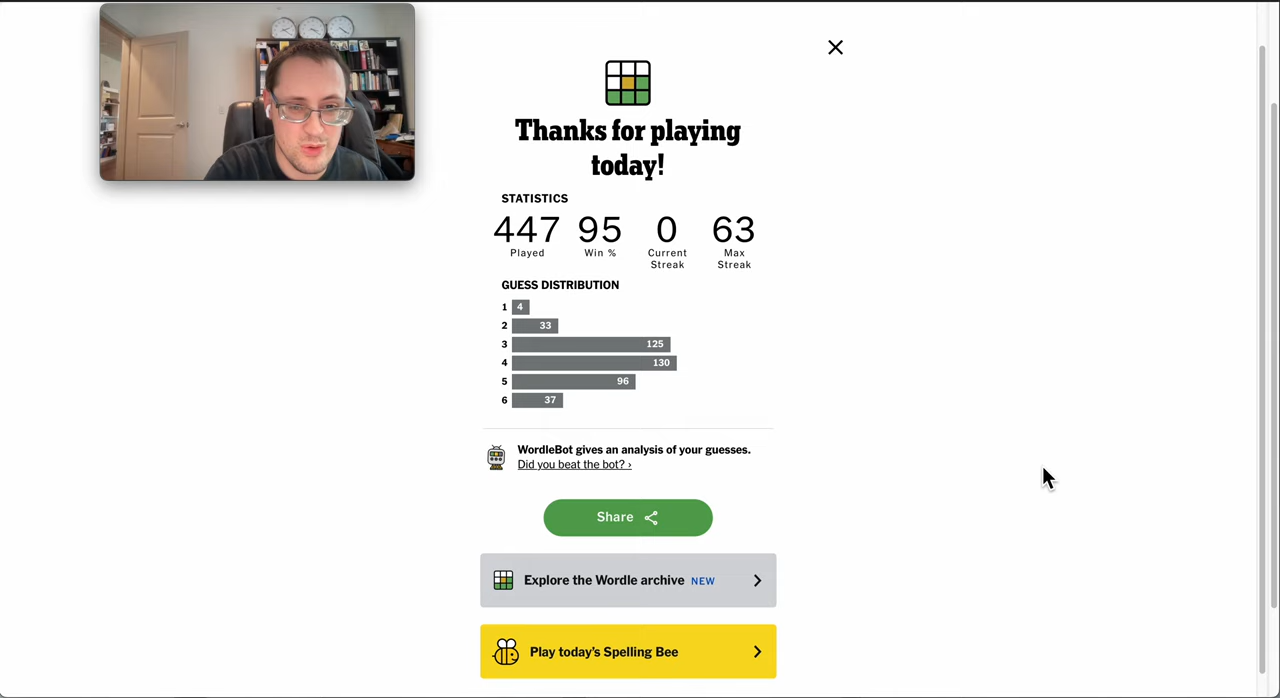 Thanks for playing
today!
STATISTICS
447 95 0 63
Played Win % Current Streak Max Streak
GUESS DISTRIBUTION
1 4
2 33
3 125
4 130
5 96
6 37
WordleBot gives an analysis of your guesses.
Did you beat the bot? ›
Share
Explore the Wordle archive NEW
Play today's Spelling Bee